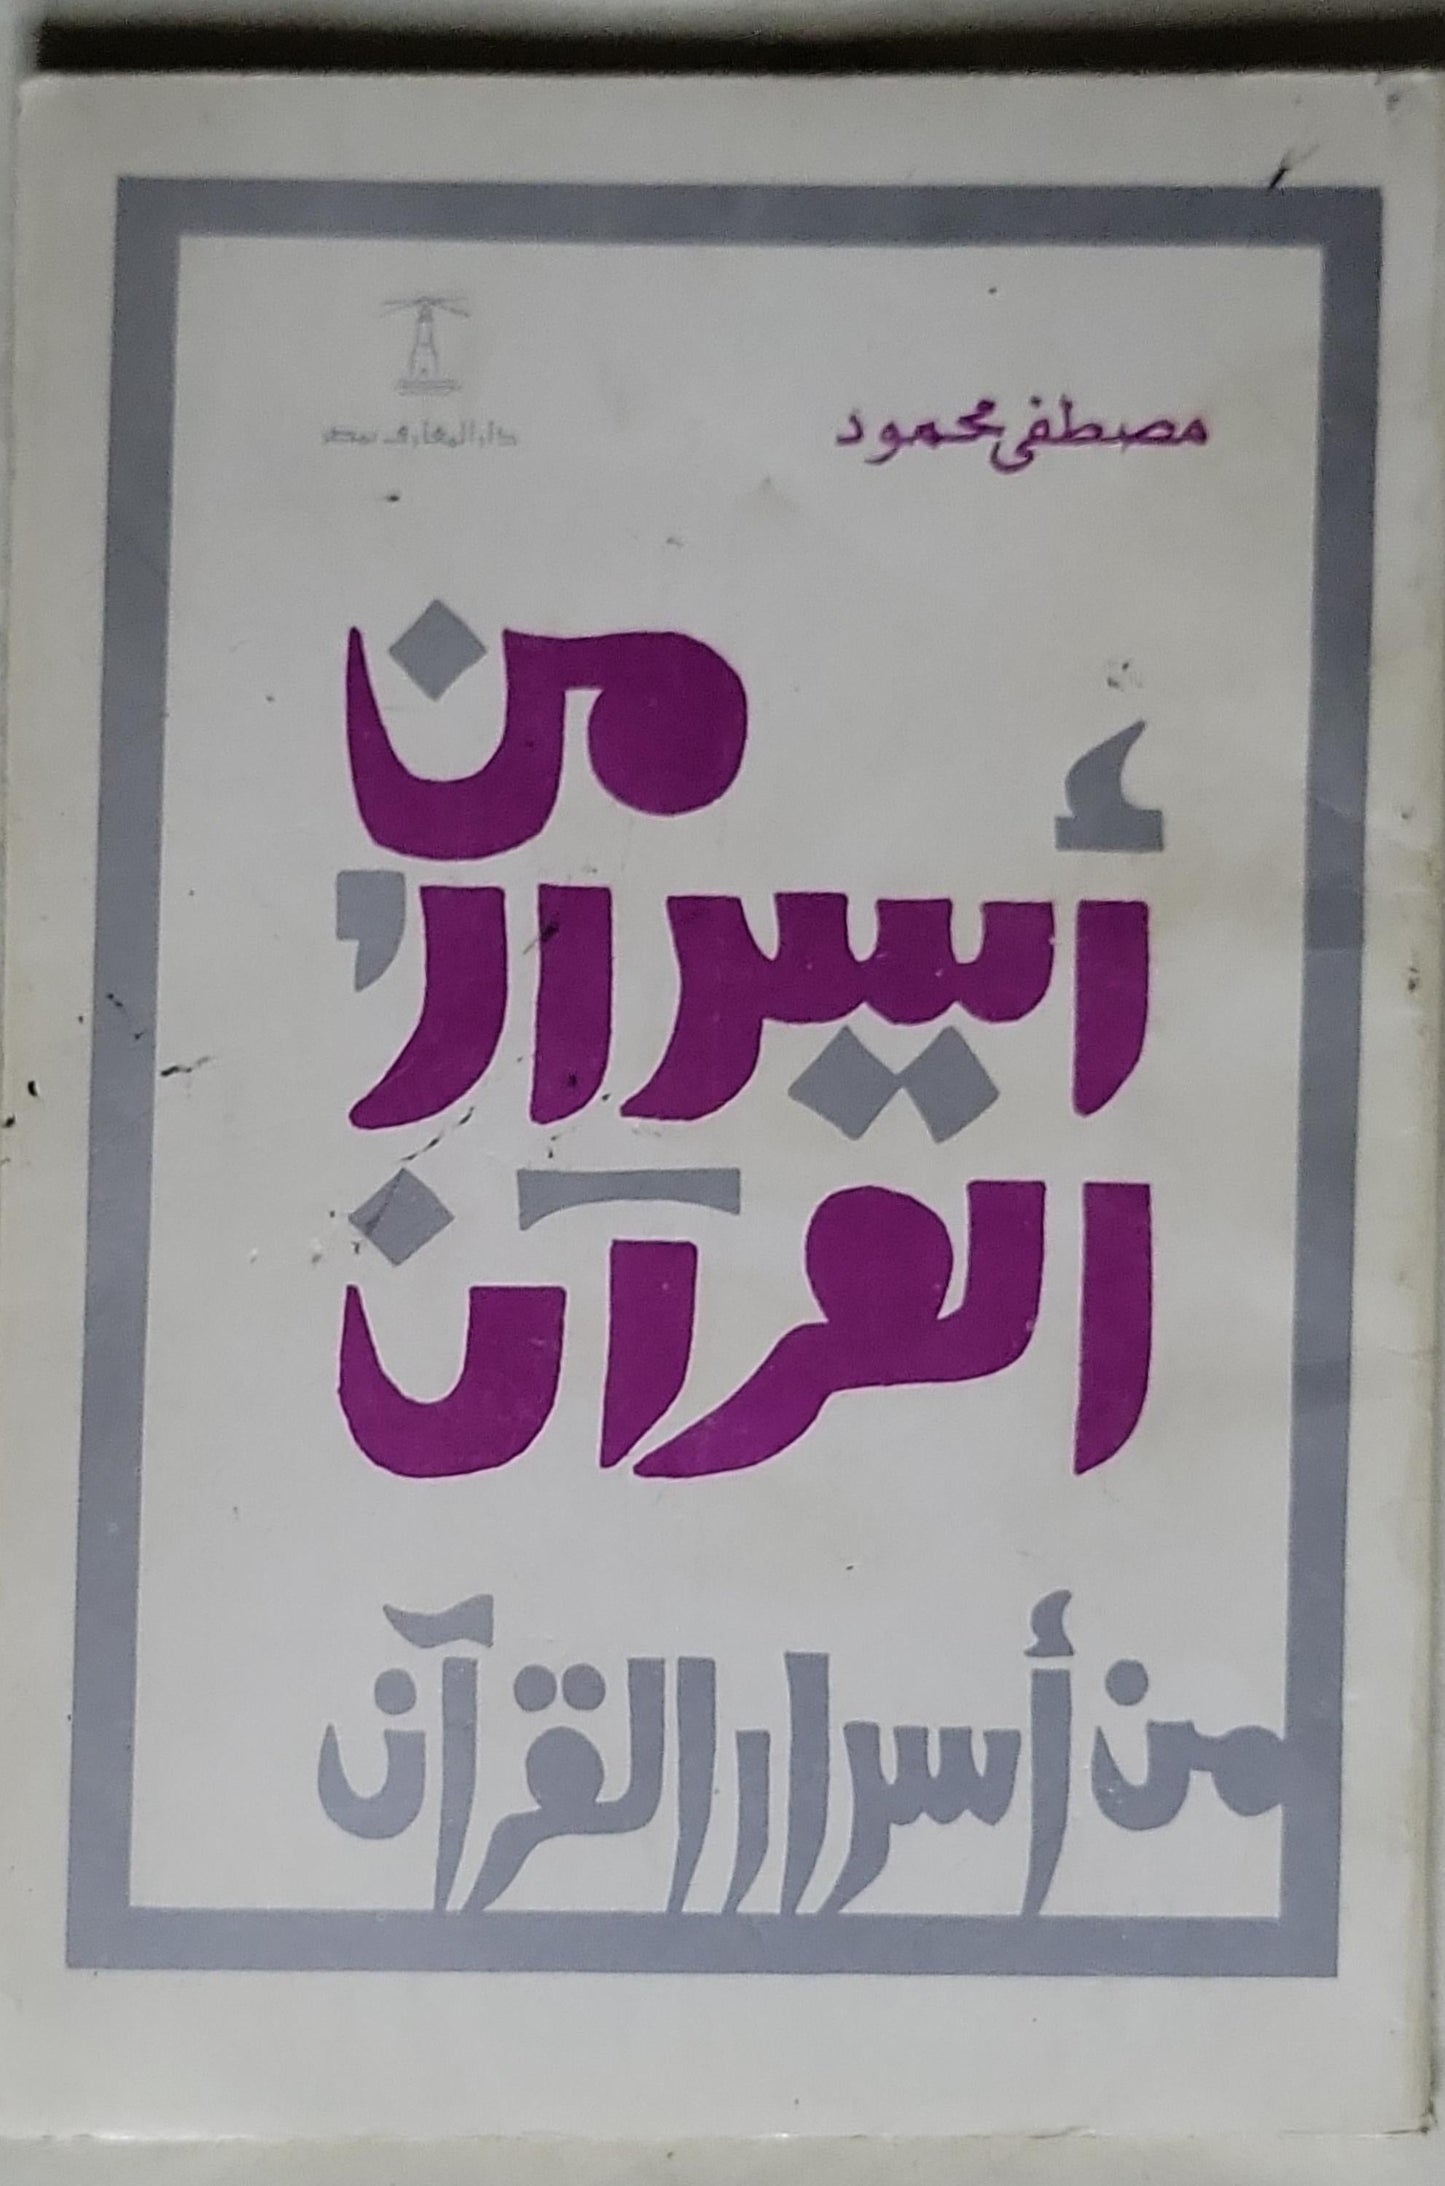 مصطفى محمود
دار المعارف بمصر
من
أسرار
القرآن
من أسرار القرآن